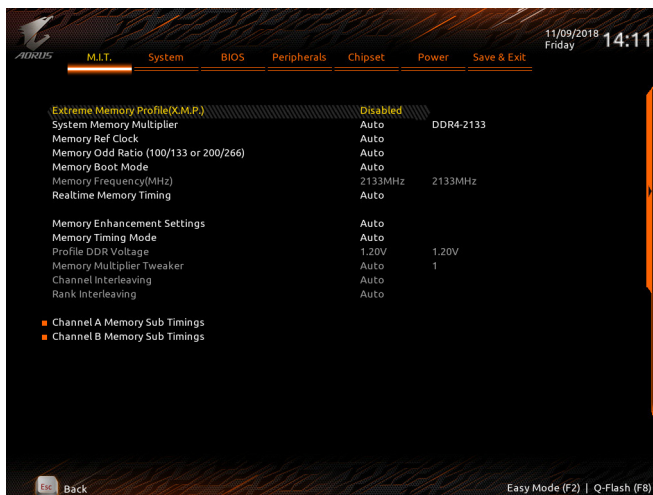 11/09/2018 14:11
Friday
AORUS
M.I.T. System BIOS Peripherals Chipset Power Save & Exit
Extreme Memory Profile(X.M.P.) Disabled
System Memory Multiplier Auto DDR4-2133
Memory Ref Clock Auto
Memory Odd Ratio (100/133 or 200/266) Auto
Memory Boot Mode Auto
Memory Frequency(MHz) 2133MHz 2133MHz
Realtime Memory Timing Auto
Memory Enhancement Settings Auto
Memory Timing Mode Auto
Profile DDR Voltage 1.20V 1.20V
Memory Multiplier Tweaker Auto 1
Channel Interleaving Auto
Rank Interleaving Auto
Channel A Memory Sub Timings
Channel B Memory Sub Timings
Esc Back Easy Mode (F2) | Q-Flash (F8)